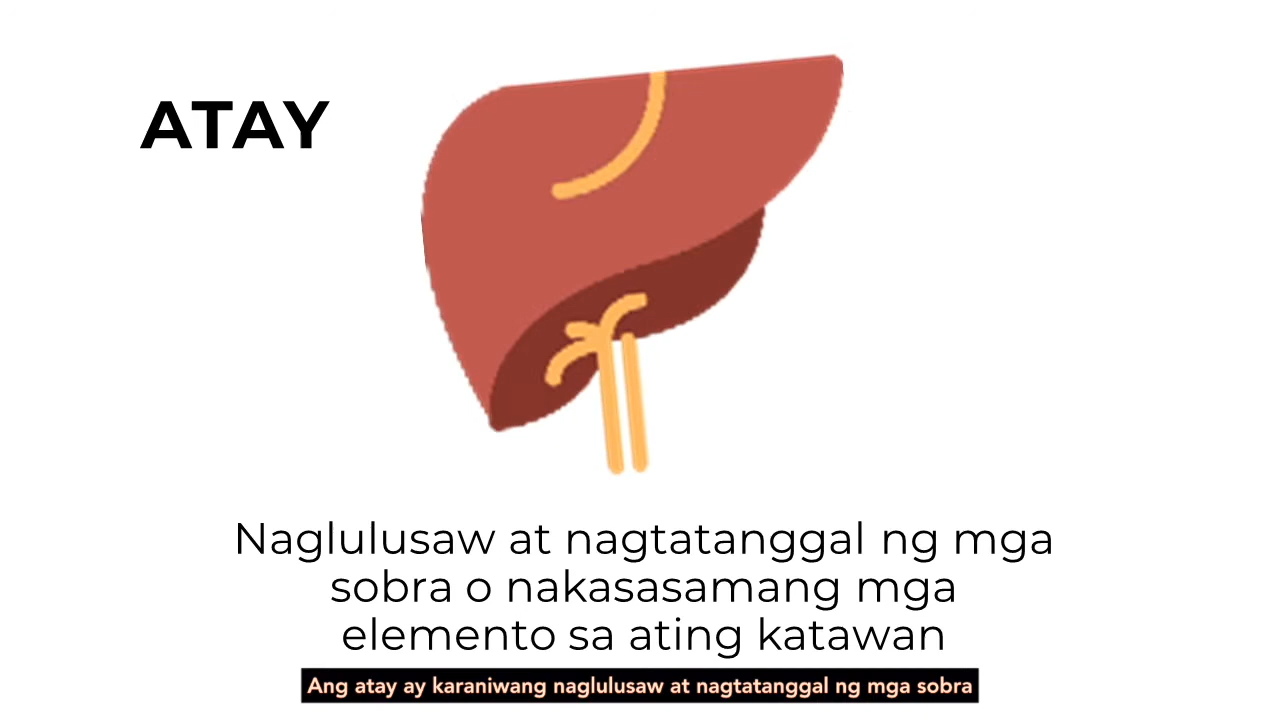 ATAY
Naglulusaw at nagtatanggal ng mga
sobra o nakasasamang mga
elemento sa ating katawan
Ang atay ay karaniwang naglulusaw at nagtatanggal ng mga sobra